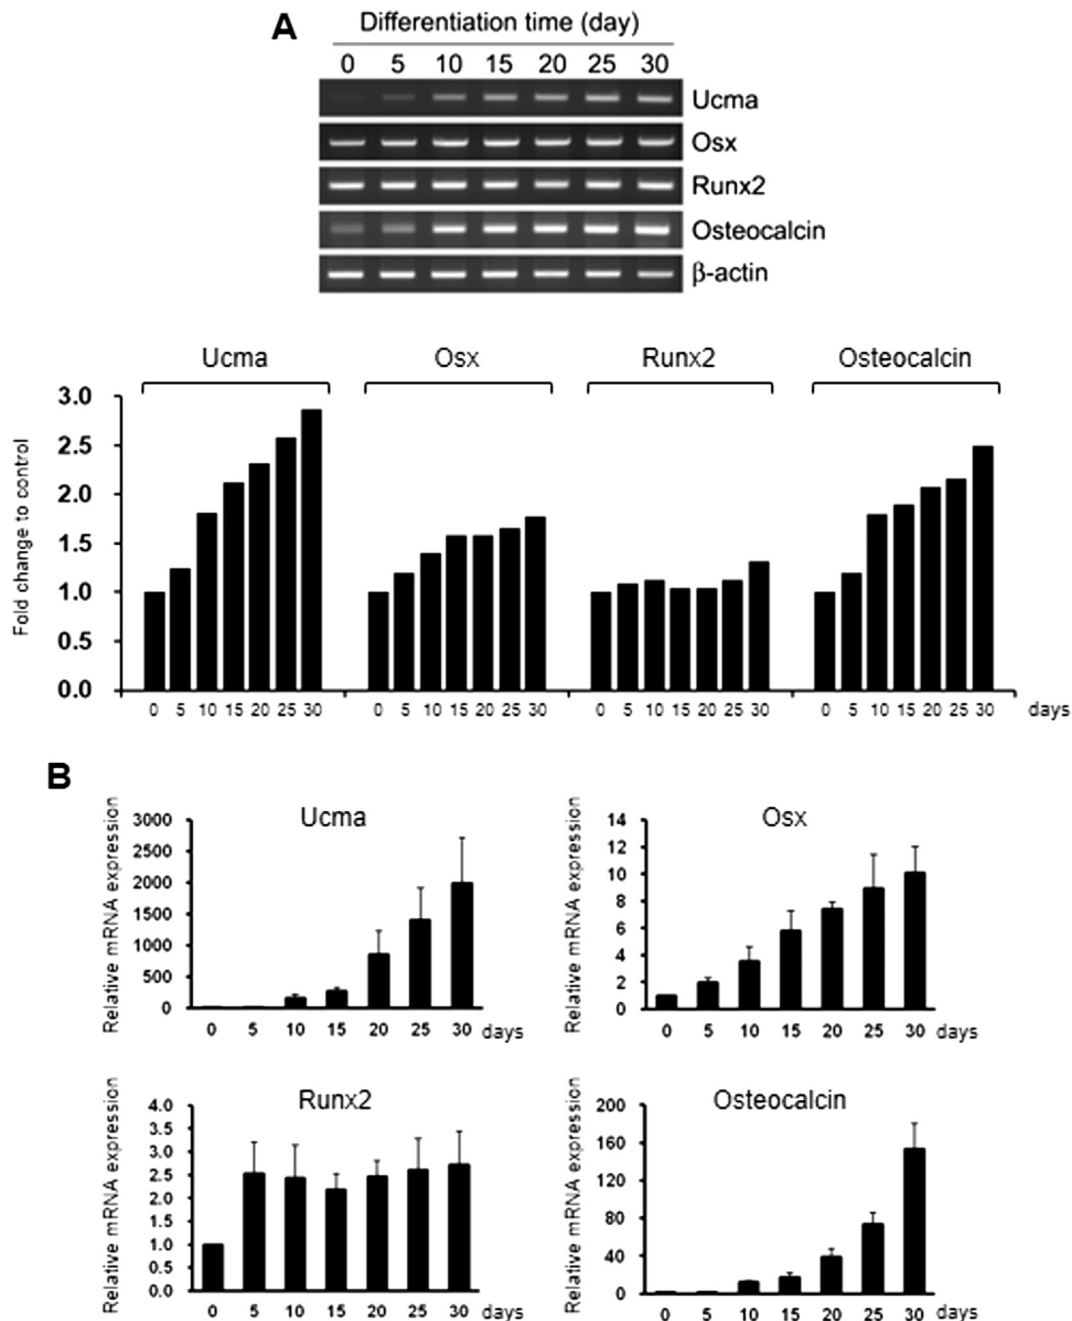 A
Differentiation time (day)
0 5 10 15 20 25 30
Ucma
Osx
Runx2
Osteocalcin
β-actin
Ucma Osx Runx2 Osteocalcin
Fold change to control
3.0
2.5
2.0
1.5
1.0
0.5
0.0
0 5 10 15 20 25 30 0 5 10 15 20 25 30 0 5 10 15 20 25 30 0 5 10 15 20 25 30 days
B
Ucma
Relative mRNA expression
3000
2500
2000
1500
1000
500
0
0 5 10 15 20 25 30 days
Osx
Relative mRNA expression
14
12
10
8
6
4
2
0
0 5 10 15 20 25 30 days
Runx2
Relative mRNA expression
4.0
3.5
3.0
2.5
2.0
1.5
1.0
0.5
0.0
0 5 10 15 20 25 30 days
Osteocalcin
Relative mRNA expression
200
160
120
80
40
0
0 5 10 15 20 25 30 days